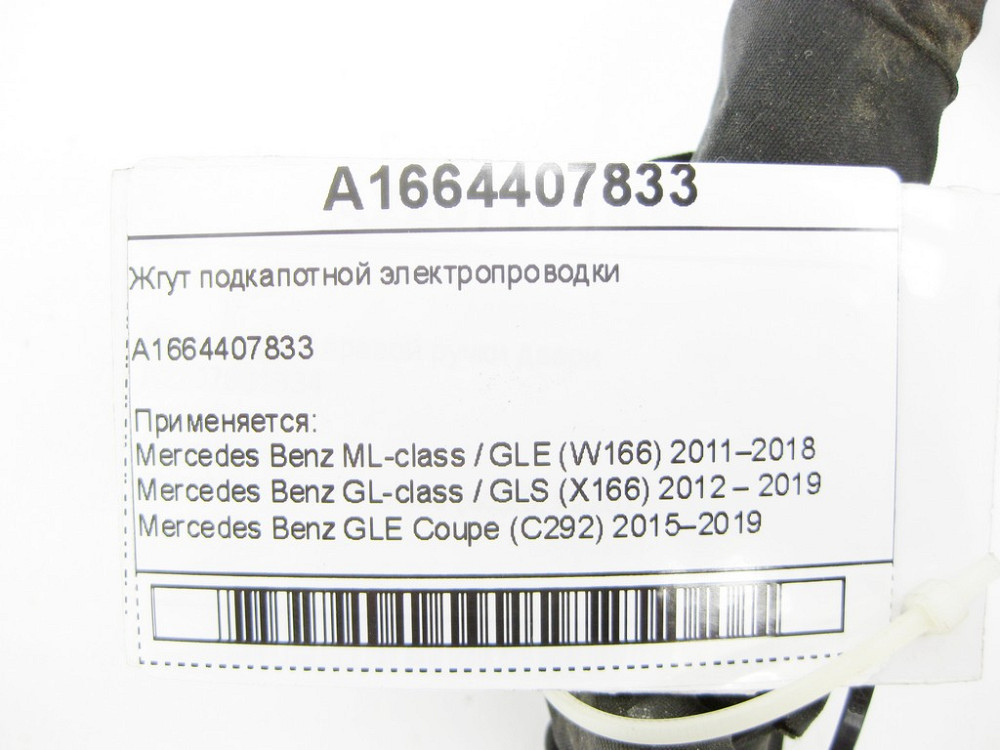 A1664407833
Жгут подкапотной электропроводки
A1664407833
Применяется:
Mercedes Benz ML-class / GLE (W166) 2011–2018
Mercedes Benz GL-class / GLS (X166) 2012 – 2019
Mercedes Benz GLE Coupe (C292) 2015–2019